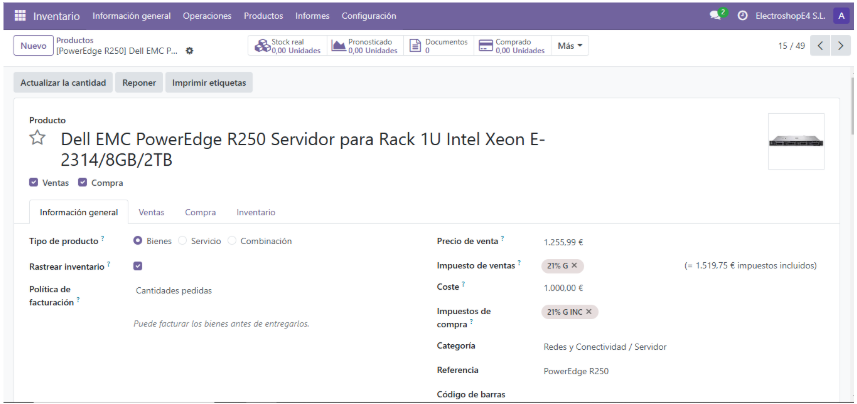 Inventario Información general Operaciones Productos Informes Configuración 2 ElectroshopE4 S.L. A
Nuevo Productos
[PowerEdge R250] Dell EMC P...
Stock real
0,00 Unidades
Pronosticado
0,00 Unidades
Documentos
0
Comprado
0,00 Unidades
Más
15 / 49
Actualizar la cantidad Reponer Imprimir etiquetas
Producto
Dell EMC PowerEdge R250 Servidor para Rack 1U Intel Xeon E-
2314/8GB/2TB
Ventas Compra
Información general Ventas Compra Inventario
Tipo de producto ? Bienes Servicio Combinación
Rastrear inventario ?
Política de
facturación ?
Cantidades pedidas
Puede facturar los bienes antes de entregarlos.
Precio de venta ? 1.255,99 €
Impuesto de ventas ? 21% G × (= 1.519,75 € impuestos incluidos)
Coste ? 1.000,00 €
Impuestos de
compra ?
21% G INC ×
Categoría Redes y Conectividad / Servidor
Referencia PowerEdge R250
Código de barras